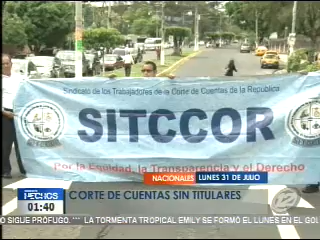 Sindicato de los Trabajadores de la Corte de Cuentas de la República
SITCCOR
Por la Equidad, la Transparencia y el Derecho
NACIONALES LUNES 31 DE JULIO
HECHOS
CORTE DE CUENTAS SIN TITULARES
01:40
12
O SIGUE PRÓFUGO. - LA TORMENTA TROPICAL EMILY SE FORMÓ EL LUNES EN EL GOL